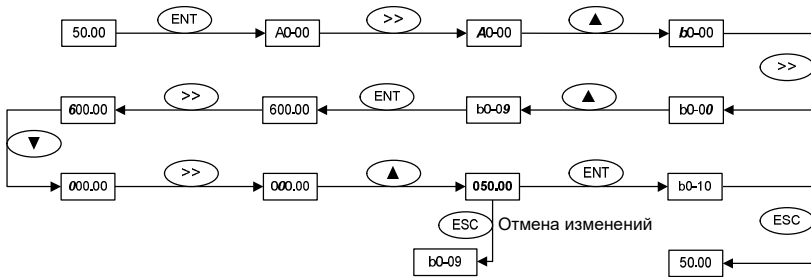 50.00 ENT A0-00 >> A0-00 ▲ b0-00
>>
600.00 >> 600.00 ENT b0-09 ▲ b0-00
▼
000.00 >> 000.00 ▲ 050.00 ENT b0-10
ESC Отмена изменений ESC
b0-09 50.00